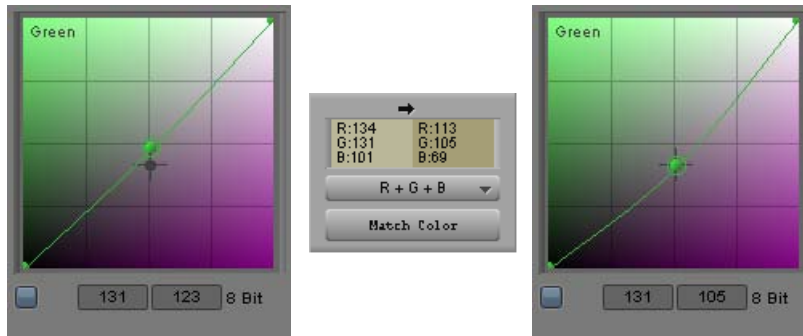 Green
131 123 8 Bit
R:134 R:113
G:131 G:105
B:101 B:69
R + G + B
Match Color
Green
131 105 8 Bit